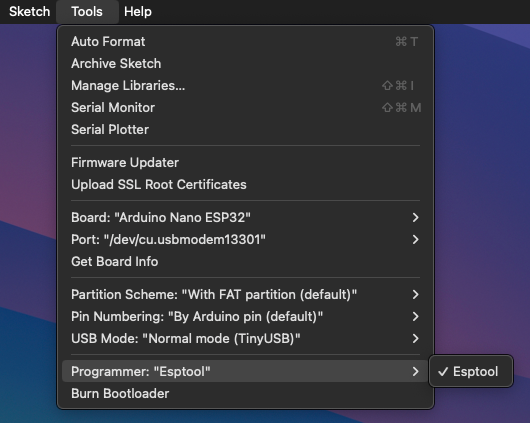 Sketch Tools Help
Auto Format ⌘ T
Archive Sketch
Manage Libraries... ⇧⌘ I
Serial Monitor ⇧⌘ M
Serial Plotter
Firmware Updater
Upload SSL Root Certificates
Board: "Arduino Nano ESP32"
Port: "/dev/cu.usbmodem13301"
Get Board Info
Partition Scheme: "With FAT partition (default)"
Pin Numbering: "By Arduino pin (default)"
USB Mode: "Normal mode (TinyUSB)"
Programmer: "Esptool" ✓ Esptool
Burn Bootloader